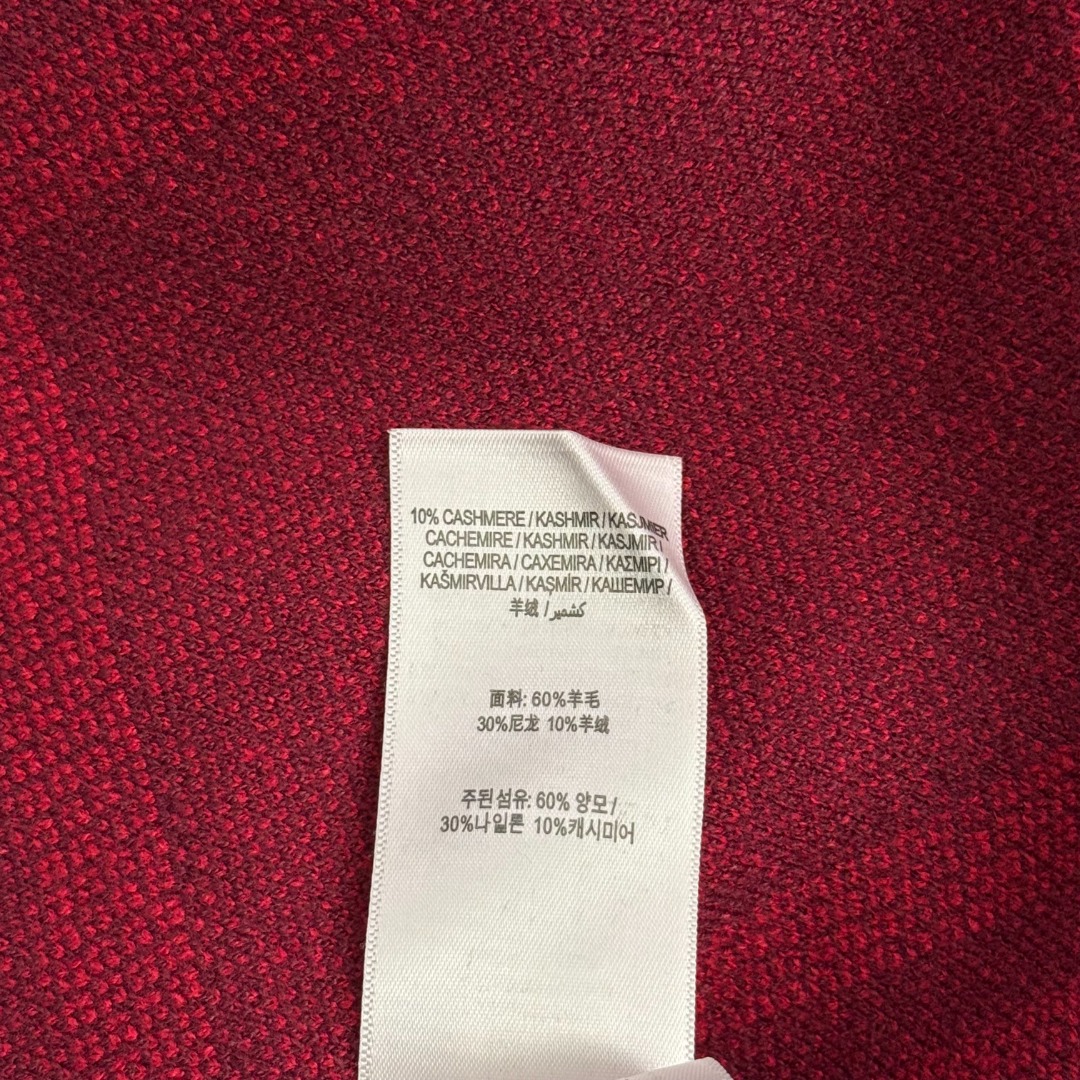 10% CASHMERE / KASHMIR / KASJMIER
CACHEMIRE / KASHMIR / KASJMIR /
CACHEMIRA / CAXEMIRA / ΚΑΣΜΙΡΙ /
KAŠMIRVILLA / KAŞMİR / КАШЕМИР /
羊绒 / كشمير
面料: 60%羊毛
30%尼龙 10%羊绒
주된섬유: 60% 양모/
30%나일론 10%캐시미어